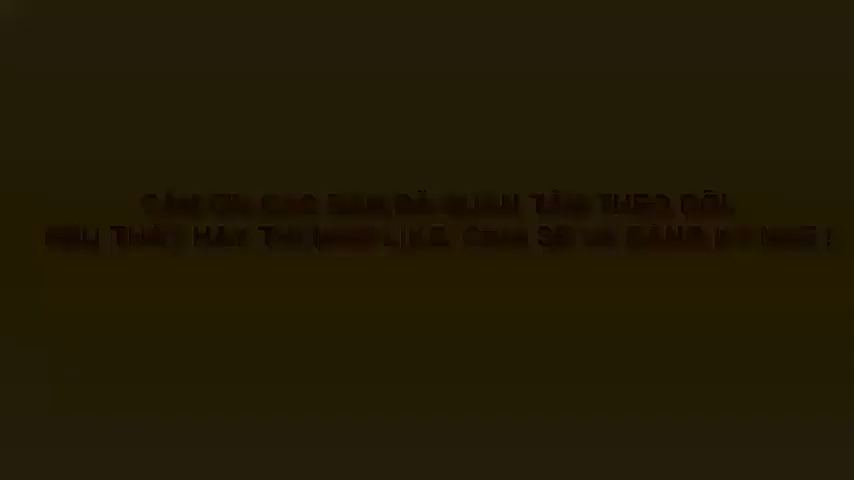 CÁM ƠN CÁC BẠN ĐÃ QUAN TÂM THEO DÕI.
NẾU THẤY HAY THÌ NHỚ LIKE, CHIA SẺ VÀ ĐĂNG KÝ NHÉ !